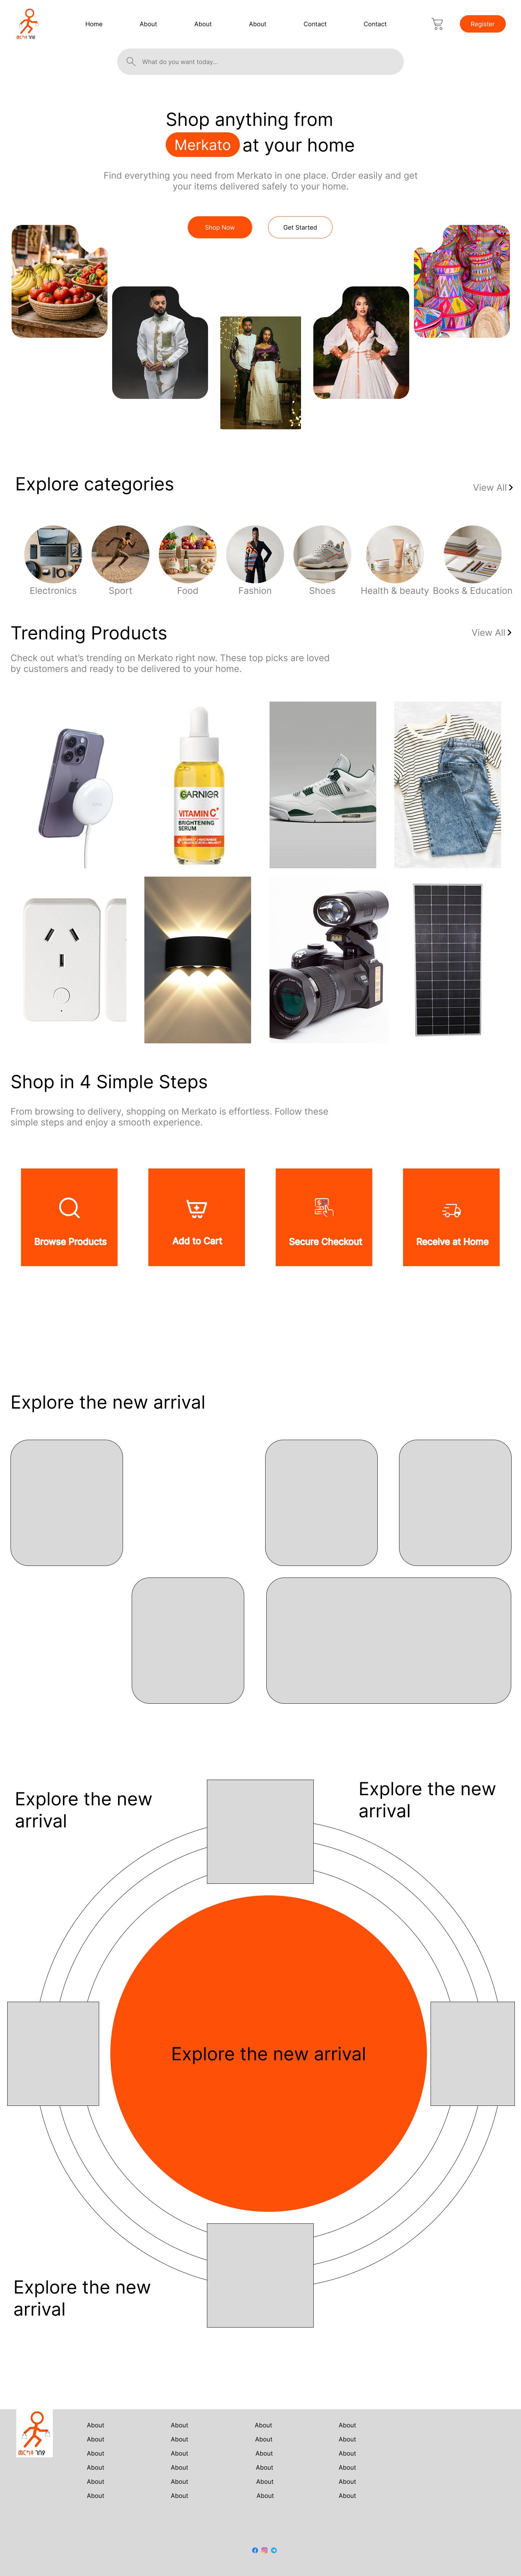 Home About About About Contact Contact Register
What do you want today...
Shop anything from
Merkato at your home
Find everything you need from Merkato in one place. Order easily and get
your items delivered safely to your home.
Shop Now Get Started
Explore categories
View All
Electronics Sport Food Fashion Shoes Health & beauty Books & Education
Trending Products
View All
Check out what's trending on Merkato right now. These top picks are loved
by customers and ready to be delivered to your home.
GARNIER
VITAMIN C*
BRIGHTENING
SERUM
Shop in 4 Simple Steps
From browsing to delivery, shopping on Merkato is effortless. Follow these
simple steps and enjoy a smooth experience.
Browse Products Add to Cart Secure Checkout Receive at Home
Explore the new arrival
Explore the new
arrival
Explore the new
arrival
Explore the new arrival
Explore the new
arrival
About About About About
About About About About
About About About About
About About About About
About About About About
About About About About